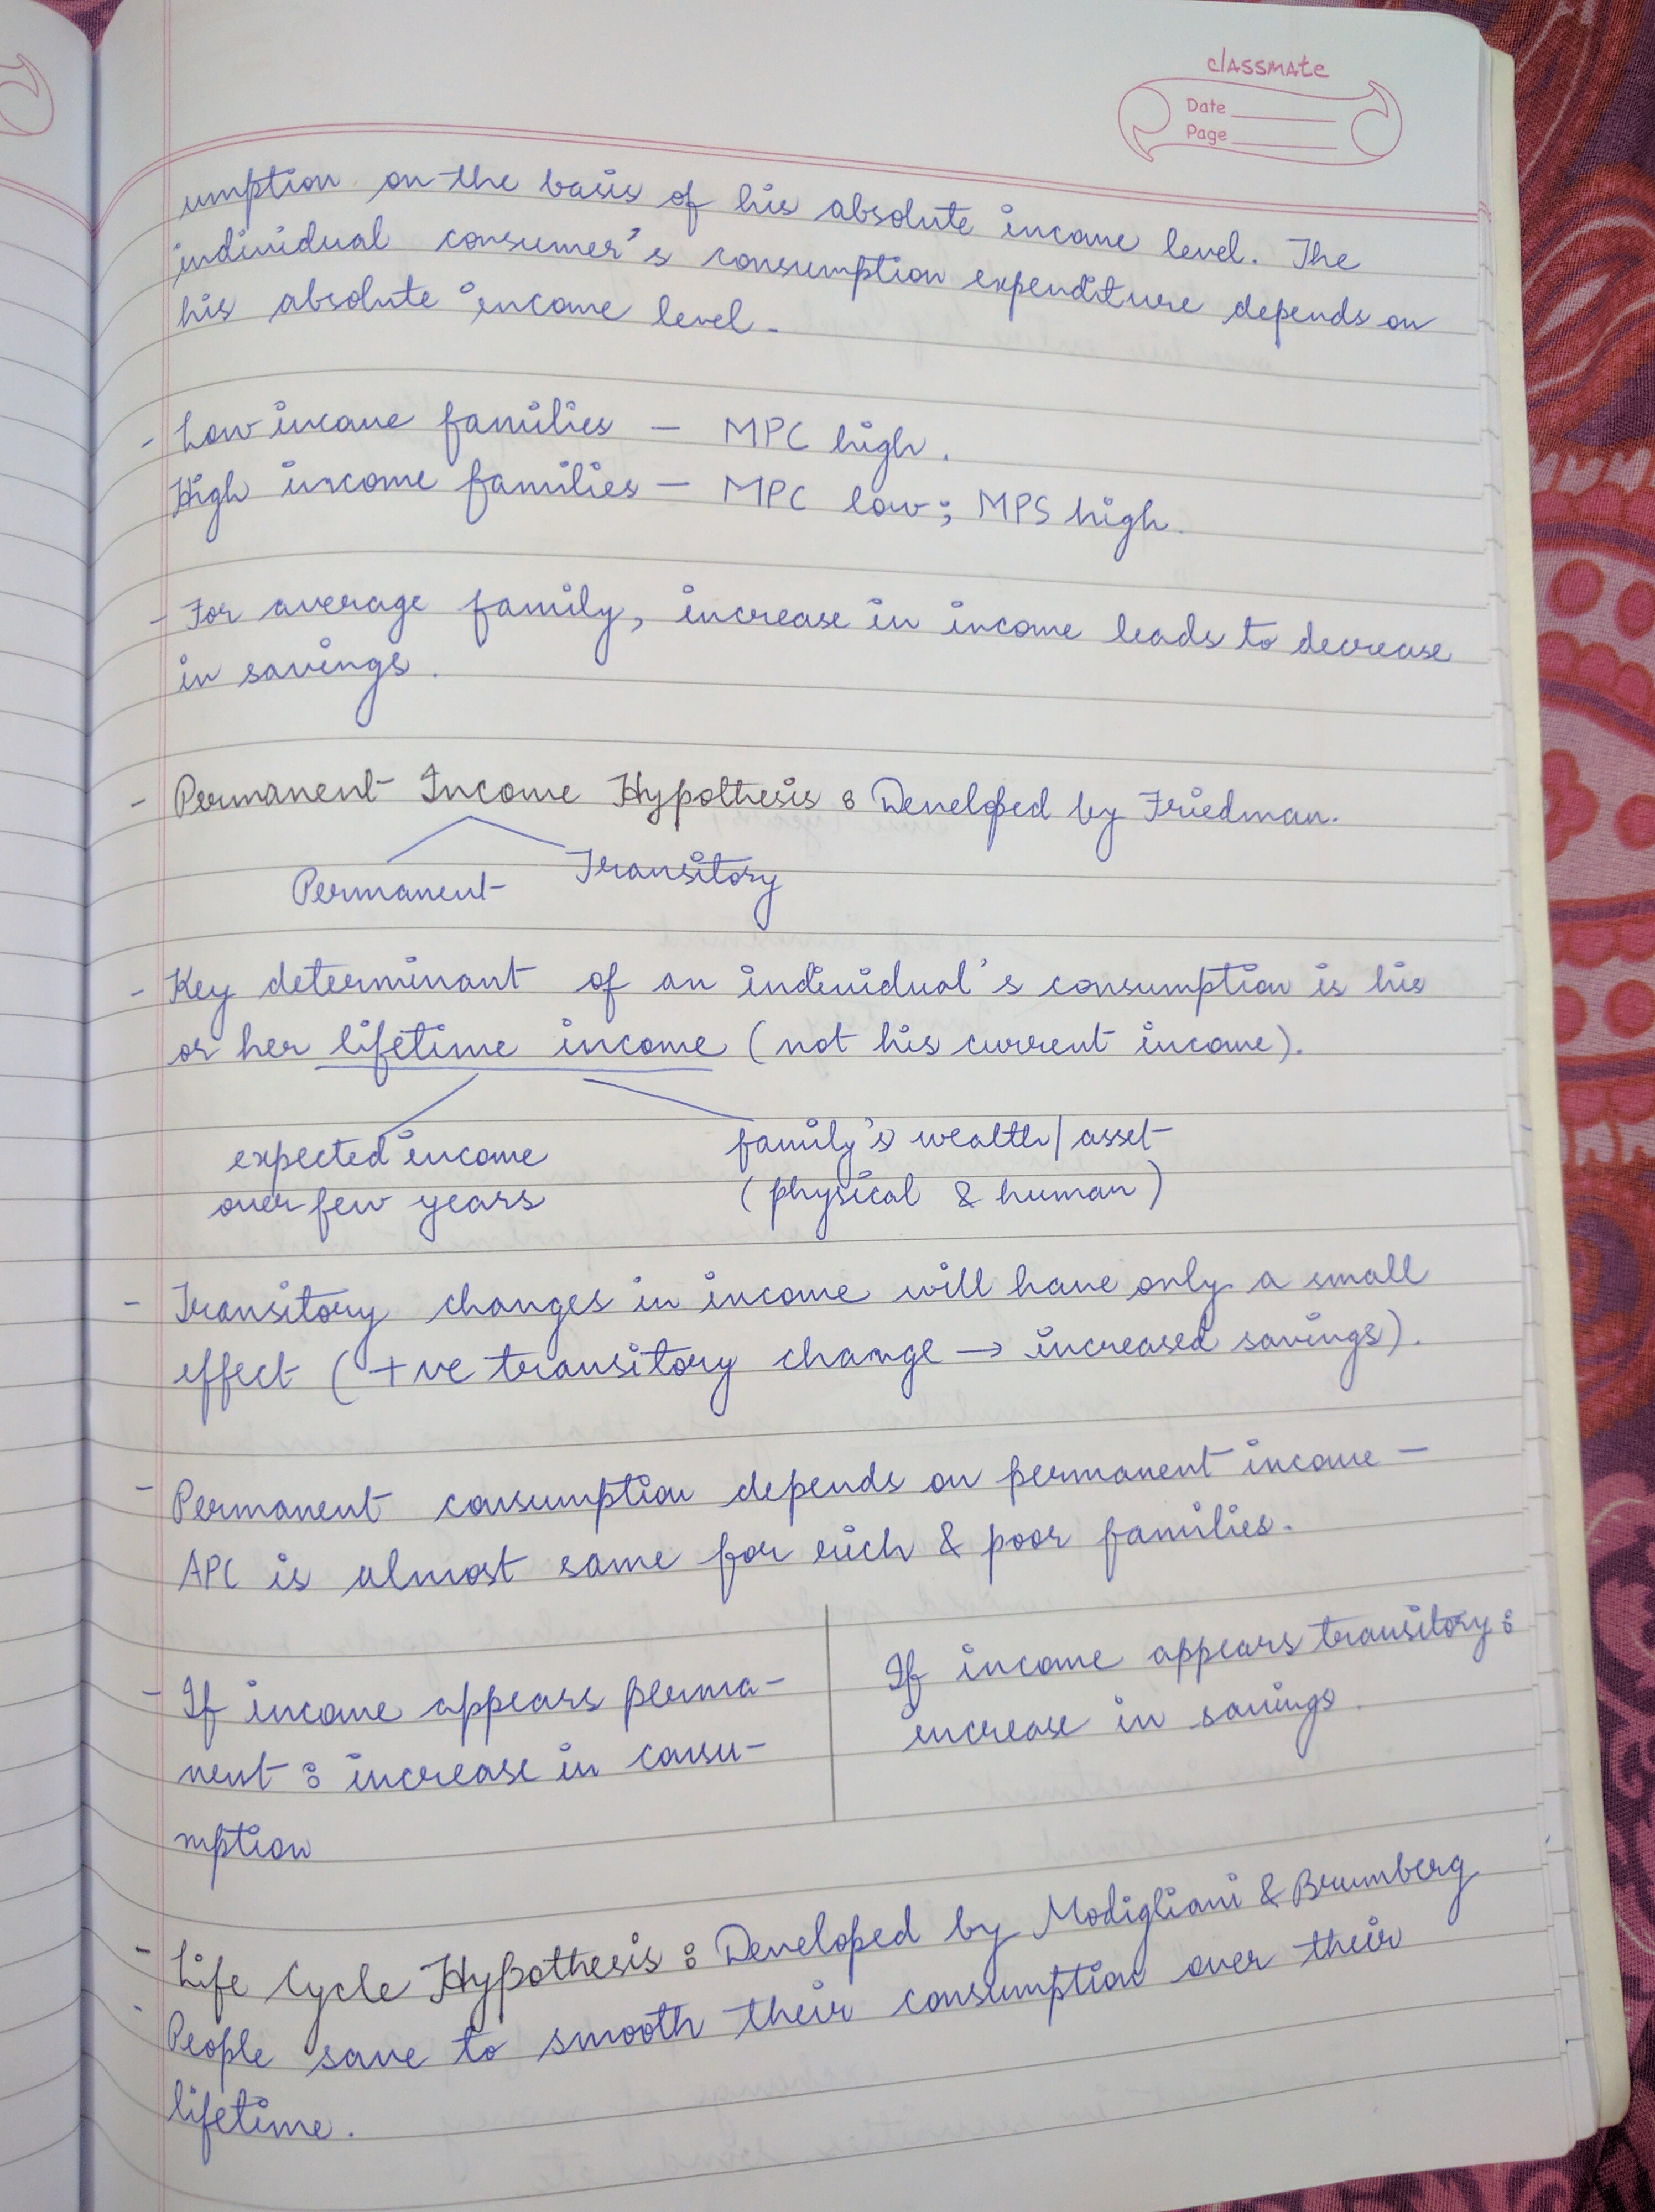 classmate
Date
Page
umption on the basis of his absolute income level. The
individual consumer's consumption expenditure depends on
his absolute income level.
- Low income families - MPC high.
High income families - MPC low; MPS high.
- For average family, increase in income leads to decrease
in savings.
- Permanent Income Hypothesis : Developed by Friedman.
Permanent Transitory
- Key determinant of an individual's consumption is his
or her lifetime income (not his current income).
expected income family's wealth/asset
over few years (physical & human)
- Transitory changes in income will have only a small
effect (+ve transitory change → increased savings).
- Permanent consumption depends on permanent income -
APC is almost same for rich & poor families.
- If income appears perma-
nent : increase in consu-
mption
If income appears transitory :
increase in savings.
- Life Cycle Hypothesis : Developed by Modigliani & Brumberg
- People save to smooth their consumption over their
lifetime.